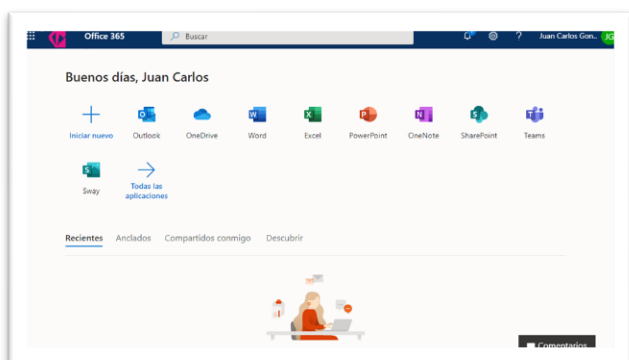 Office 365
Buscar
? Juan Carlos Gon.. JG
Buenos días, Juan Carlos
Iniciar nuevo Outlook OneDrive Word Excel PowerPoint OneNote SharePoint Teams
Sway Todas las
aplicaciones
Recientes Anclados Compartidos conmigo Descubrir
Comentarios